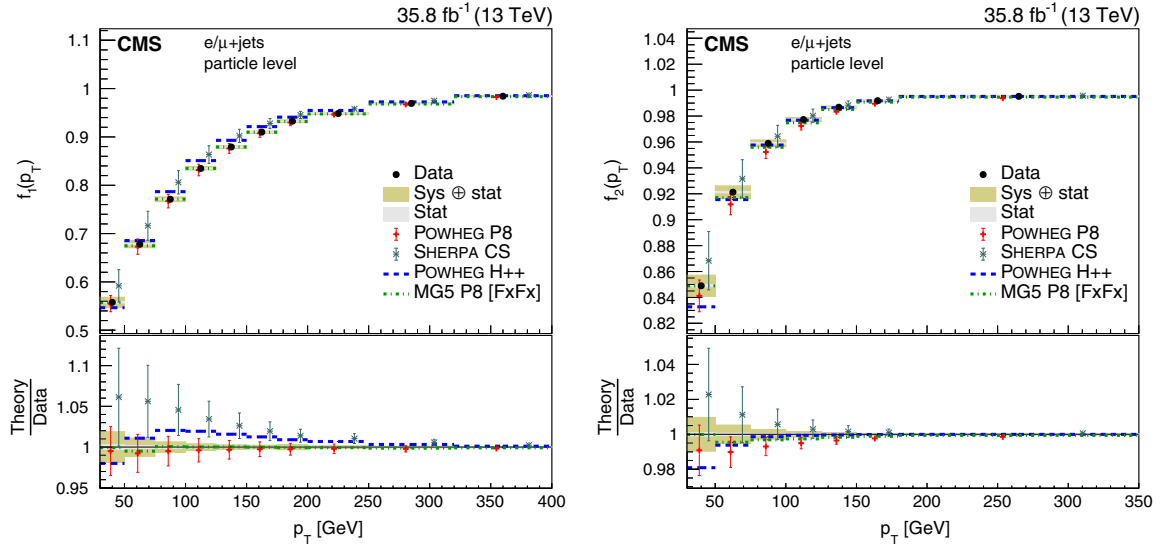 35.8 fb⁻¹ (13 TeV)
CMS
e/μ+jets
particle level
f₁(p_T)
1
0.9
0.8
0.7
0.6
0.5
Data
Sys ⊕ stat
Stat
POWHEG P8
SHERPA CS
POWHEG H++
MG5 P8 [FxFx]
Theory
Data
1.1
1.05
1
0.95
50 100 150 200 250 300 350 400
p_T [GeV]
35.8 fb⁻¹ (13 TeV)
CMS
e/μ+jets
particle level
f₂(p_T)
1.04
1.02
1
0.98
0.96
0.94
0.92
0.9
0.88
0.86
0.84
0.82
Data
Sys ⊕ stat
Stat
POWHEG P8
SHERPA CS
POWHEG H++
MG5 P8 [FxFx]
Theory
Data
1.04
1.02
1
0.98
50 100 150 200 250 300 350
p_T [GeV]